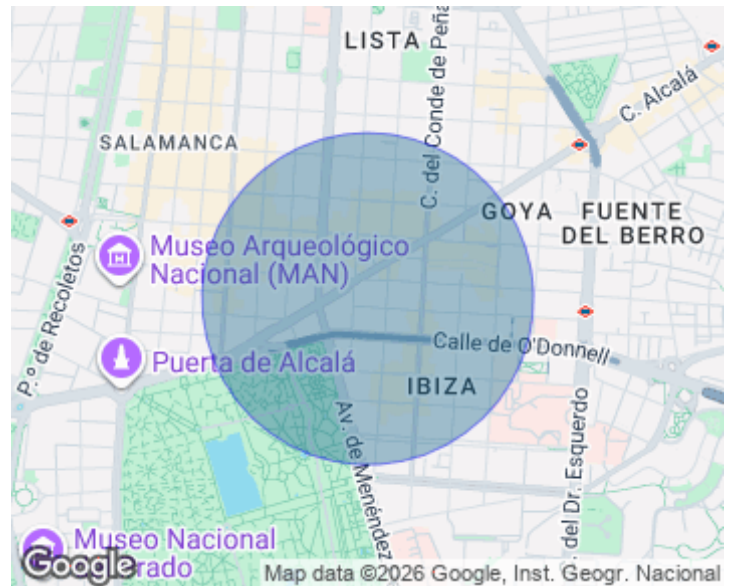 LISTA
C. del Conde de Peña
C. Alcalá
SALAMANCA
GOYA
FUENTE
DEL BERRO
Museo Arqueológico
Nacional (MAN)
P.º de Recoletos
Puerta de Alcalá
Calle de O'Donnell
IBIZA
Av. de Menéndez
. del Dr. Esquerdo
Museo Nacional
rado
Google
Map data ©2026 Google, Inst. Geogr. Nacional